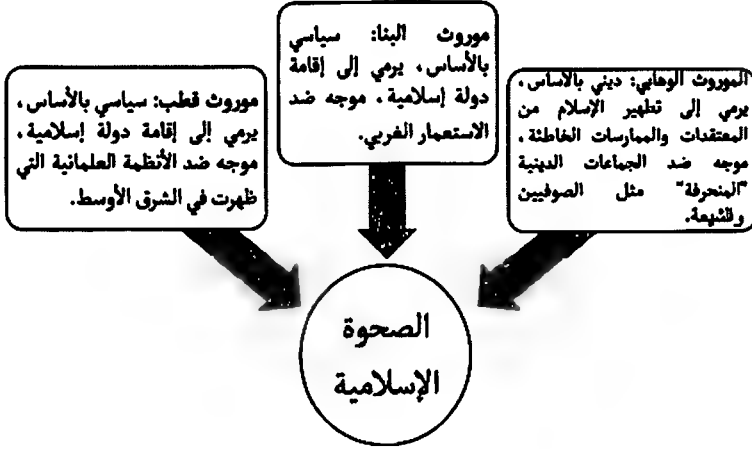 الموروث الوهابي: ديني بالأساس،
يرمي إلى تطهير الإسلام من
المعتقدات والممارسات الخاطئة،
موجه ضد الجماعات الدينية
"المنحرفة" مثل الصوفيين
والشيعة.
موروث البنا: سياسي
بالأساس، يرمي إلى إقامة
دولة إسلامية، موجه ضد
الاستعمار الغربي.
موروث قطب: سياسي بالأساس،
يرمي إلى إقامة دولة إسلامية،
موجه ضد الأنظمة العلمانية التي
ظهرت في الشرق الأوسط.
الصحوة
الإسلامية